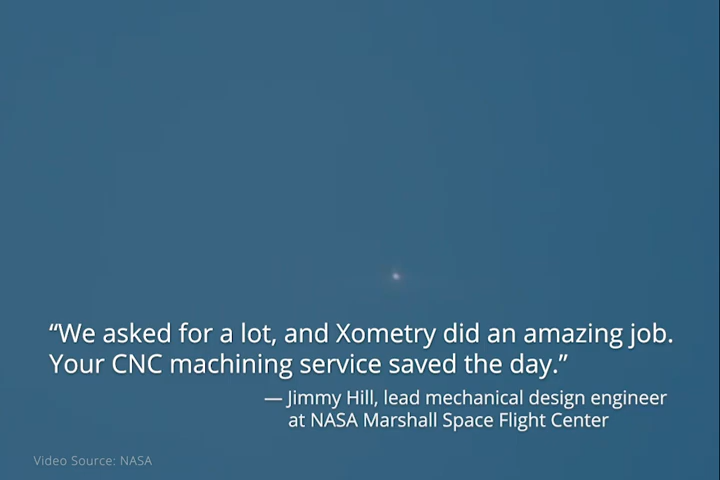 “We asked for a lot, and Xometry did an amazing job.
Your CNC machining service saved the day.”
— Jimmy Hill, lead mechanical design engineer
at NASA Marshall Space Flight Center
Video Source: NASA